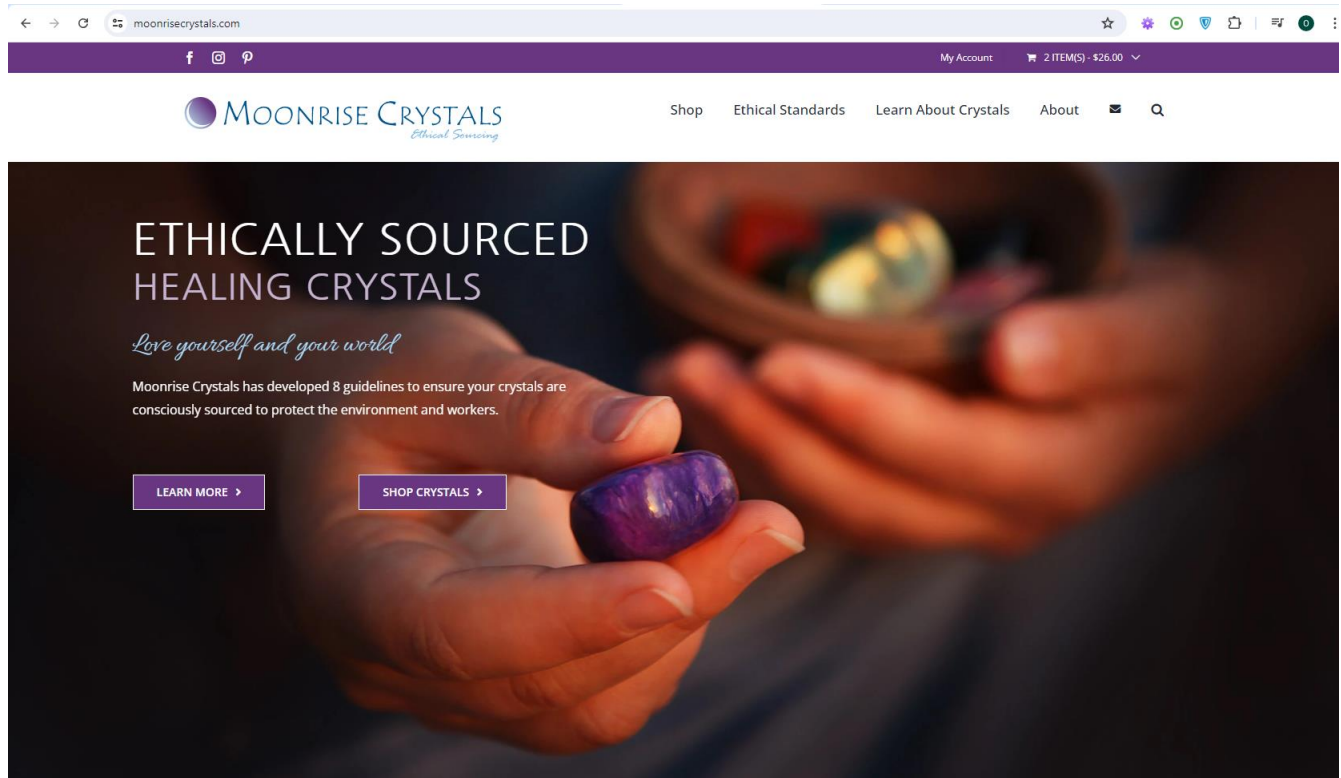 moonrisecrystals.com
My Account 2 ITEM(S) - $26.00
MOONRISE CRYSTALS
Ethical Sourcing
Shop Ethical Standards Learn About Crystals About
ETHICALLY SOURCED
HEALING CRYSTALS
Love yourself and your world
Moonrise Crystals has developed 8 guidelines to ensure your crystals are
consciously sourced to protect the environment and workers.
LEARN MORE > SHOP CRYSTALS >